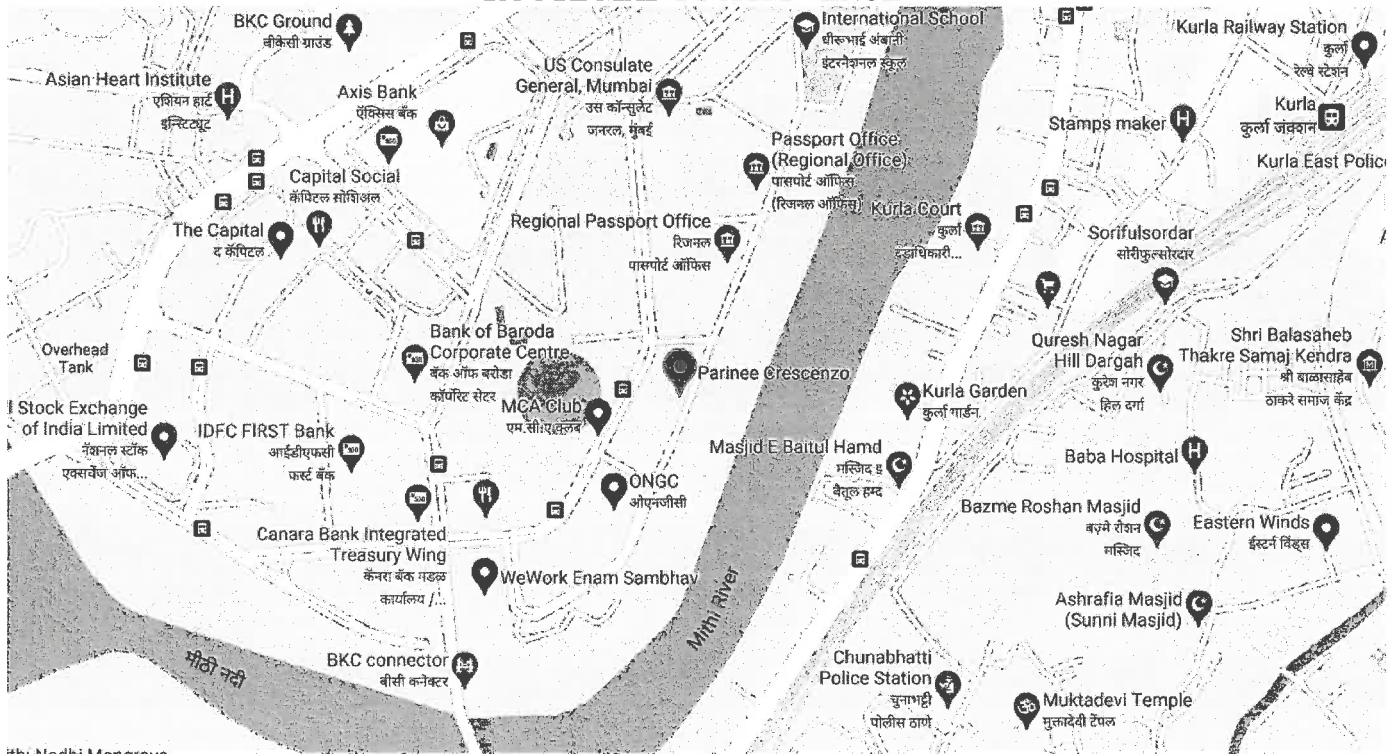 BKC Ground
बीकेसी ग्राउंड
International School
धीरूभाई अंबानी
इंटरनॅशनल स्कूल
Kurla Railway Station
कुर्ला
रेल्वे स्टेशन
Asian Heart Institute
एशियन हार्ट
इन्स्टिट्यूट
Axis Bank
ऍक्सिस बँक
US Consulate
General, Mumbai
उस कॉन्सुलेट
जनरल, मुंबई
Stamps maker
Kurla
कुर्ला जंक्शन
Passport Office
(Regional Office)
पासपोर्ट ऑफिस
(रिजनल ऑफिस)
Kurla East Police
Capital Social
कॅपिटल सोशिअल
The Capital
द कॅपिटल
Regional Passport Office
रिजनल
पासपोर्ट ऑफिस
Kurla Court
कुर्ला
दंडाधिकारी...
Sorifulsordar
सोरीफुल्सोरदार
Overhead
Tank
Bank of Baroda
Corporate Centre
बँक ऑफ बरोडा
कॉर्पोरेट सेंटर
Parinee Crescenzo
Quresh Nagar
Hill Dargah
कुरेश नगर
हिल दर्गा
Shri Balasaheb
Thakre Samaj Kendra
श्री बाळासाहेब
ठाकरे समाज केंद्र
Kurla Garden
कुर्ला गार्डन
MCA Club
एम.सी.ए.क्लब
l Stock Exchange
of India Limited
नॅशनल स्टॉक
एक्सचेंज ऑफ...
IDFC FIRST Bank
आईडीएफसी
फर्स्ट बँक
Masjid E Baitul Hamd
मस्जिद इ
बैतूल हम्द
Baba Hospital
ONGC
ओएनजीसी
Bazme Roshan Masjid
बज़्मे रोशन
मस्जिद
Eastern Winds
ईस्टर्न विंड्स
Canara Bank Integrated
Treasury Wing
कॅनरा बँक मंडळ
कार्यालय /...
WeWork Enam Sambhav
Ashrafia Masjid
(Sunni Masjid)
Mithi River
मीठी नदी
BKC connector
बीसी कनेक्टर
Chunabhatti
Police Station
चुनाभट्टी
पोलीस ठाणे
Muktadevi Temple
मुक्तादेवी टेंपल